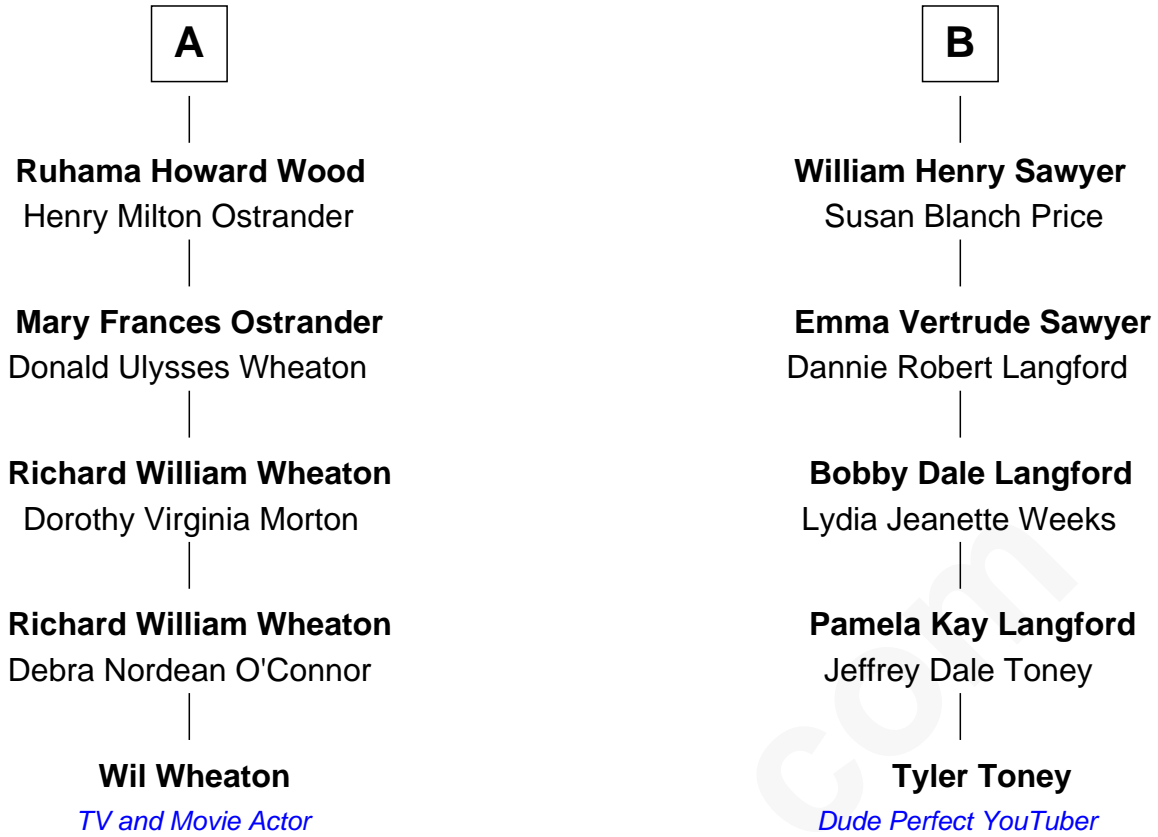 A
Ruhama Howard Wood
Henry Milton Ostrander
Mary Frances Ostrander
Donald Ulysses Wheaton
Richard William Wheaton
Dorothy Virginia Morton
Richard William Wheaton
Debra Nordean O'Connor
Wil Wheaton
TV and Movie Actor
B
William Henry Sawyer
Susan Blanch Price
Emma Vertrude Sawyer
Dannie Robert Langford
Bobby Dale Langford
Lydia Jeanette Weeks
Pamela Kay Langford
Jeffrey Dale Toney
Tyler Toney
Dude Perfect YouTuber
com